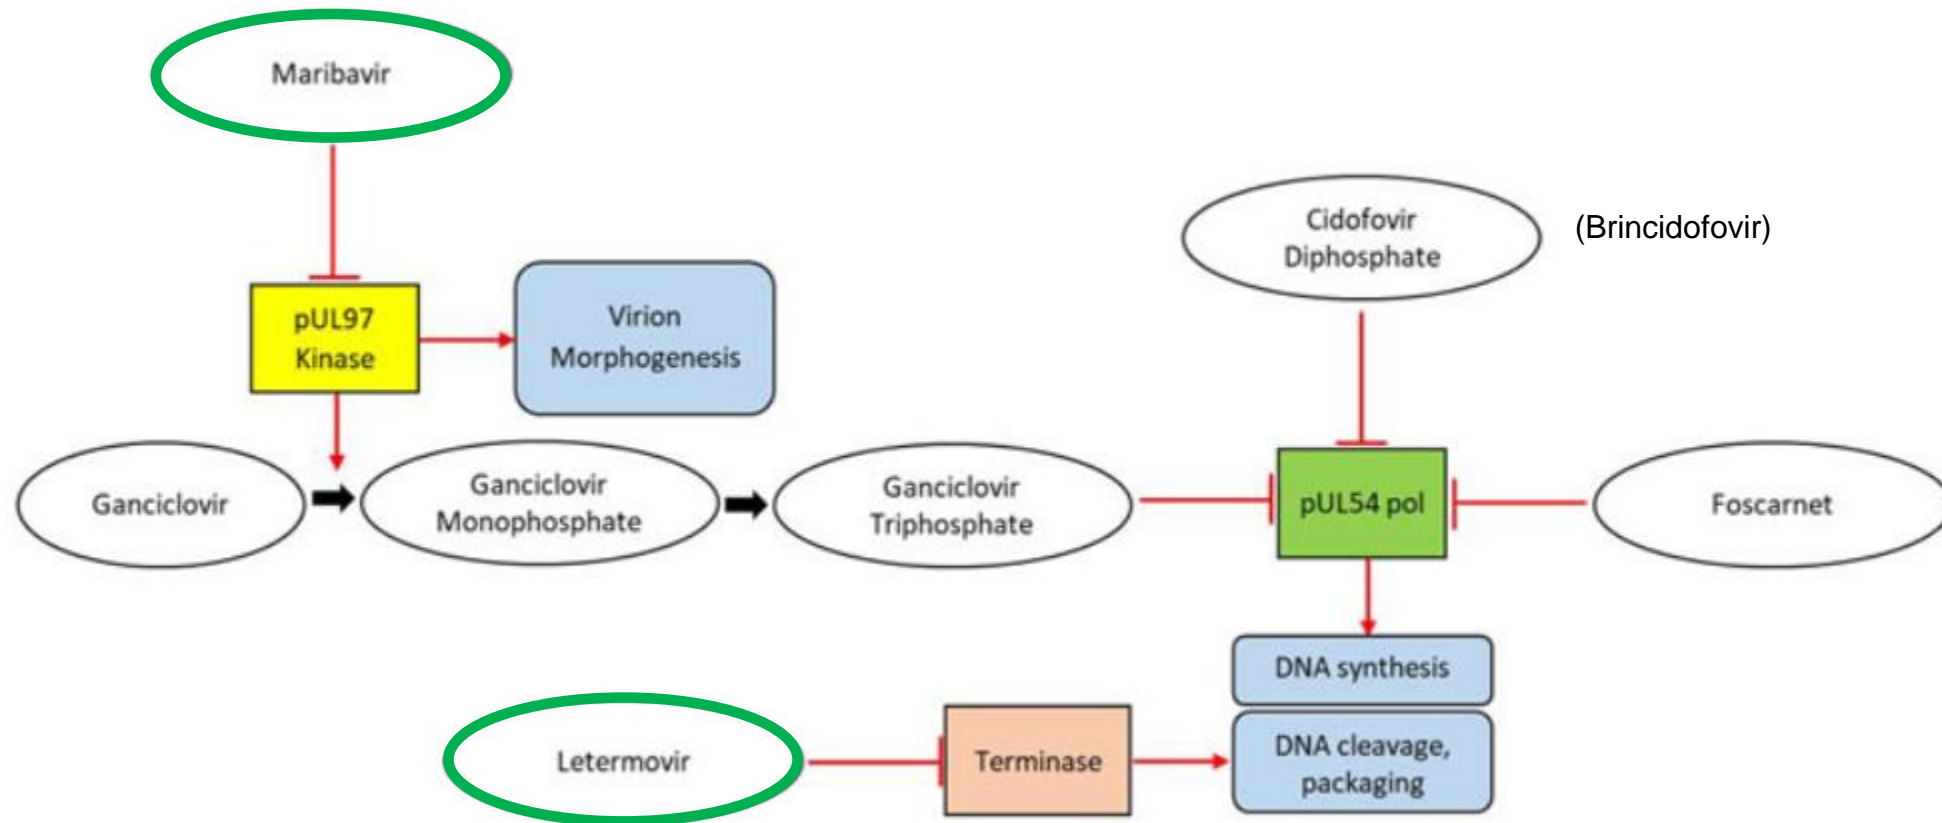 Maribavir
Cidofovir
Diphosphate
(Brincidofovir)
pUL97
Kinase
Virion
Morphogenesis
Ganciclovir
Ganciclovir
Monophosphate
Ganciclovir
Triphosphate
pUL54 pol
Foscarnet
DNA synthesis
Letermovir
Terminase
DNA cleavage,
packaging